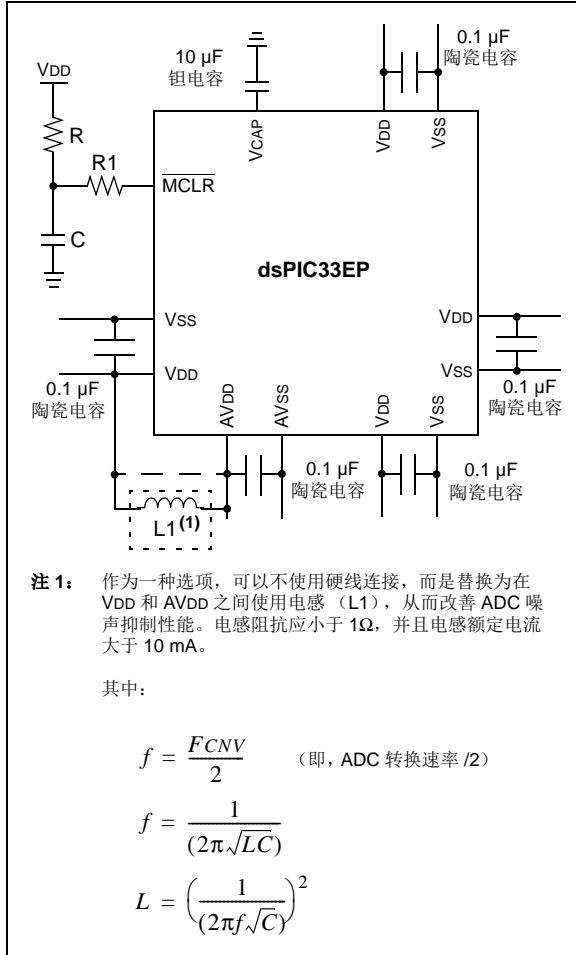 10 µF
钽电容
0.1 µF
陶瓷电容
VDD
R
R1
C
VCAP
VDD
VSS
MCLR
dsPIC33EP
VSS
VDD
VDD
VSS
0.1 µF
陶瓷电容
0.1 µF
陶瓷电容
AVDD
AVSS
VDD
VSS
0.1 µF
陶瓷电容
0.1 µF
陶瓷电容
L1(1)
注 1: 作为一种选项，可以不使用硬线连接，而是替换为在
VDD 和 AVDD 之间使用电感 （L1），从而改善 ADC 噪
声抑制性能。电感阻抗应小于 1Ω，并且电感额定电流
大于 10 mA。
其中：
f = FCNV / 2 （即，ADC 转换速率 /2）
f = 1 / (2π√LC)
L = (1 / (2πf√C))²